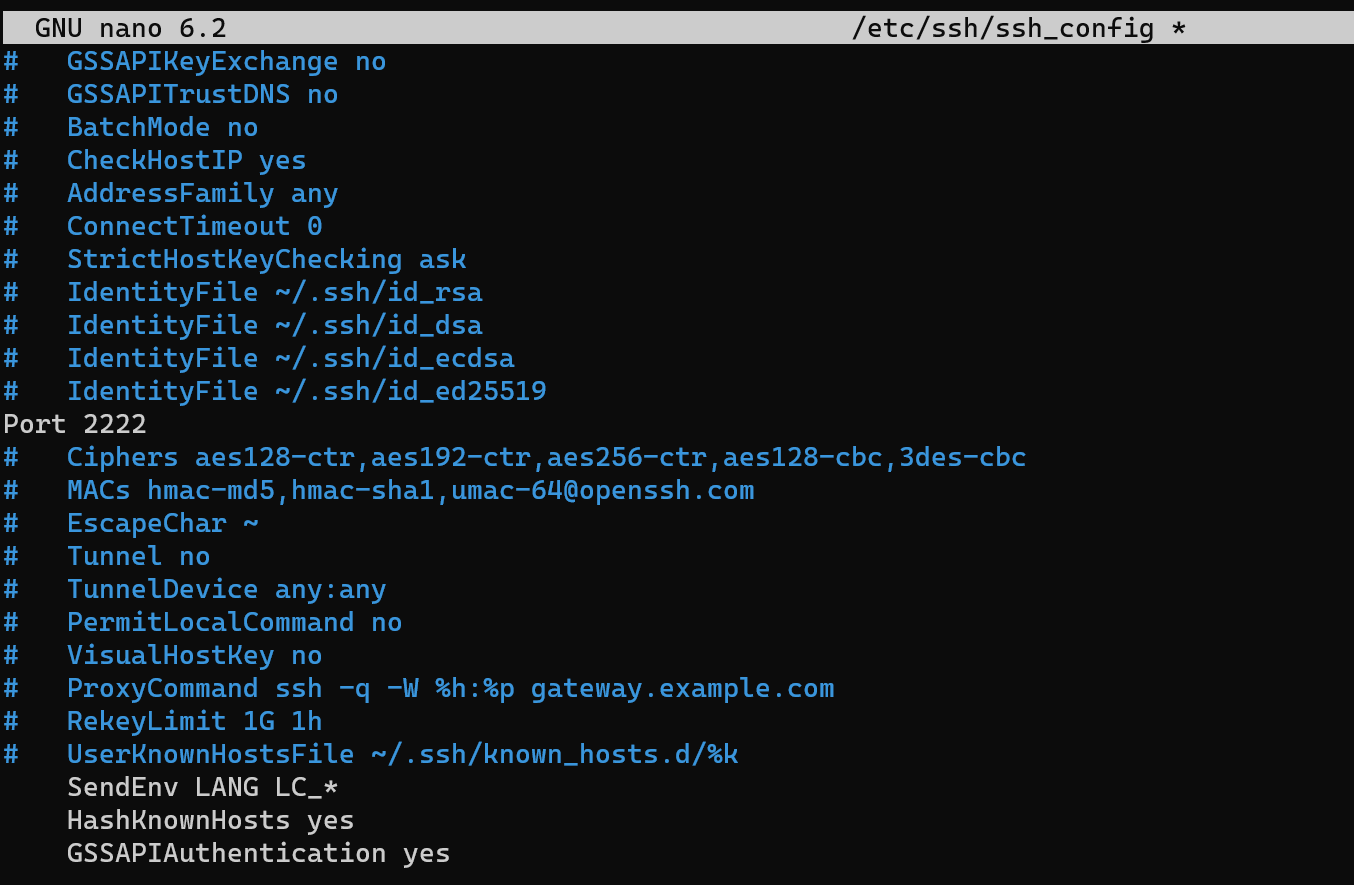 GNU nano 6.2 /etc/ssh/ssh_config *
#   GSSAPIKeyExchange no
#   GSSAPITrustDNS no
#   BatchMode no
#   CheckHostIP yes
#   AddressFamily any
#   ConnectTimeout 0
#   StrictHostKeyChecking ask
#   IdentityFile ~/.ssh/id_rsa
#   IdentityFile ~/.ssh/id_dsa
#   IdentityFile ~/.ssh/id_ecdsa
#   IdentityFile ~/.ssh/id_ed25519
Port 2222
#   Ciphers aes128-ctr,aes192-ctr,aes256-ctr,aes128-cbc,3des-cbc
#   MACs hmac-md5,hmac-sha1,umac-64@openssh.com
#   EscapeChar ~
#   Tunnel no
#   TunnelDevice any:any
#   PermitLocalCommand no
#   VisualHostKey no
#   ProxyCommand ssh -q -W %h:%p gateway.example.com
#   RekeyLimit 1G 1h
#   UserKnownHostsFile ~/.ssh/known_hosts.d/%k
    SendEnv LANG LC_*
    HashKnownHosts yes
    GSSAPIAuthentication yes